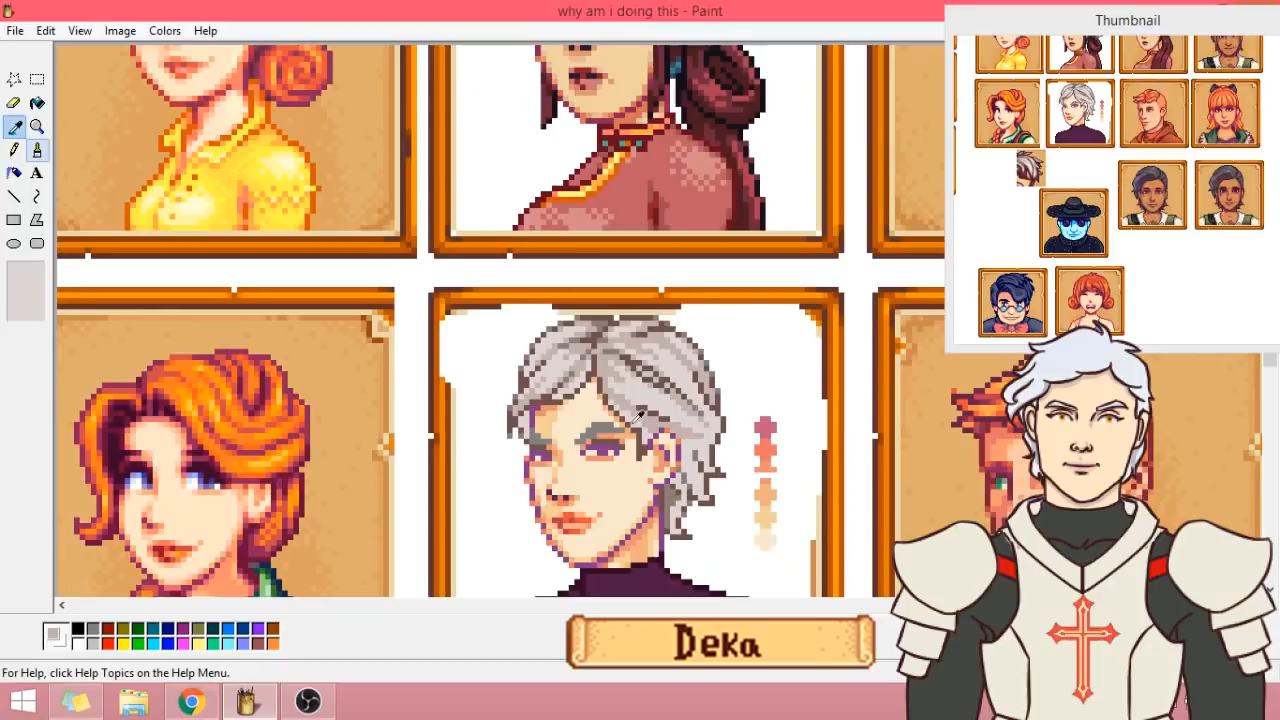 why am i doing this - Paint
File Edit View Image Colors Help
Thumbnail
A
Deka
For Help, click Help Topics on the Help Menu.